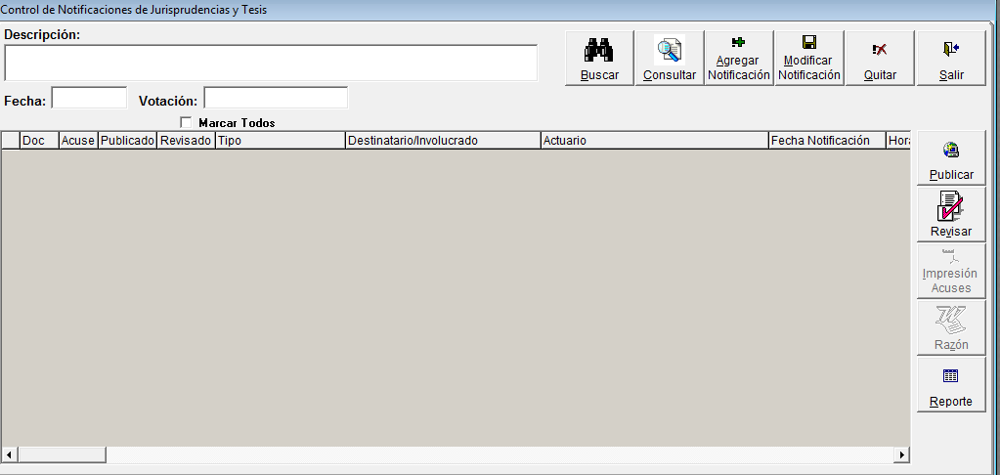 Control de Notificaciones de Jurisprudencias y Tesis
Descripción:
Buscar
Consultar
Agregar
Notificación
Modificar
Notificación
Quitar
Salir
Fecha:
Votación:
Marcar Todos
Doc
Acuse
Publicado
Revisado
Tipo
Destinatario/Involucrado
Actuario
Fecha Notificación
Hora
Publicar
Revisar
Impresión
Acuses
Razón
Reporte